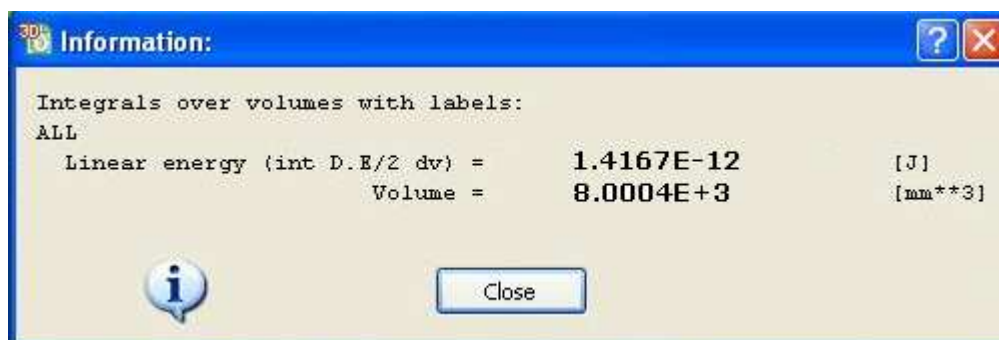 3D
Information:
Integrals over volumes with labels:
ALL
Linear energy (int D.E/2 dv) = 1.4167E-12 [J]
Volume = 8.0004E+3 [mm**3]
Close